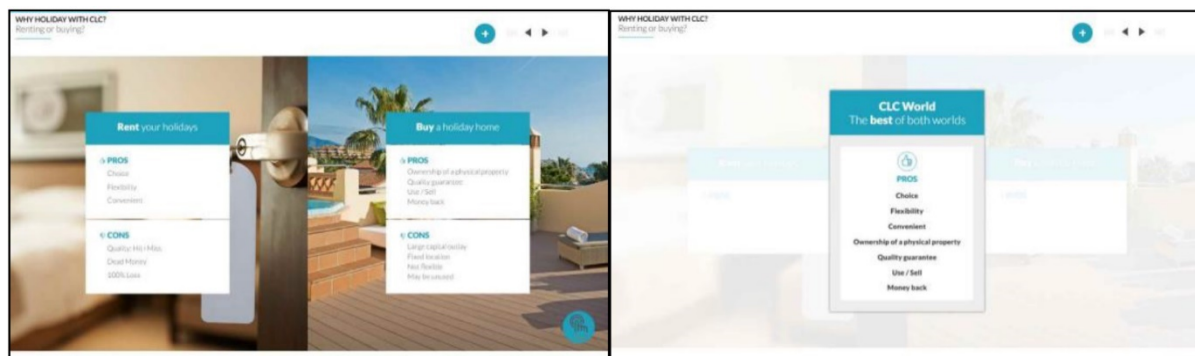 WHY HOLIDAY WITH CLC?
Renting or buying?
Rent your holidays
PROS
Choice
Flexibility
Convenient
CONS
Quality: Hit / Miss
Dead Money
100% Loss
Buy a holiday home
PROS
Ownership of a physical property
Quality guarantee
Use / Sell
Money back
CONS
Large capital outlay
Fixed location
Not flexible
May be unused
WHY HOLIDAY WITH CLC?
Renting or buying?
CLC World
The best of both worlds
PROS
Choice
Flexibility
Convenient
Ownership of a physical property
Quality guarantee
Use / Sell
Money back